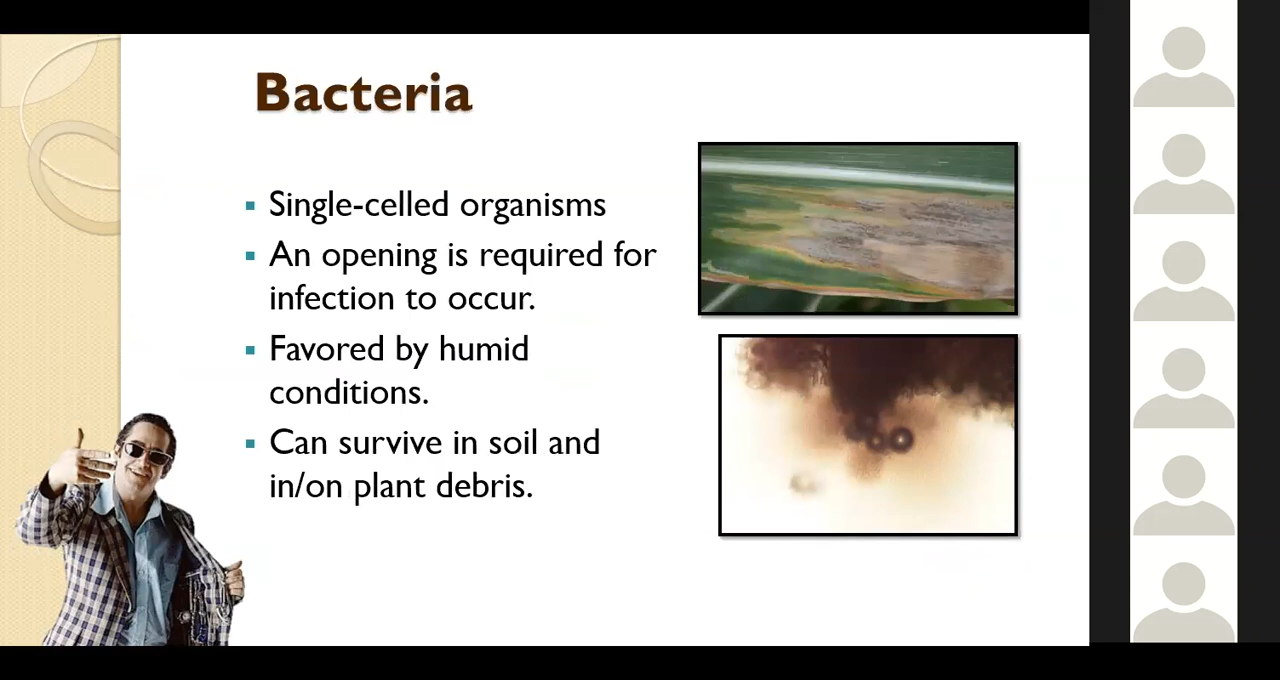 Bacteria
Single-celled organisms
An opening is required for
infection to occur.
Favored by humid
conditions.
Can survive in soil and
in/on plant debris.